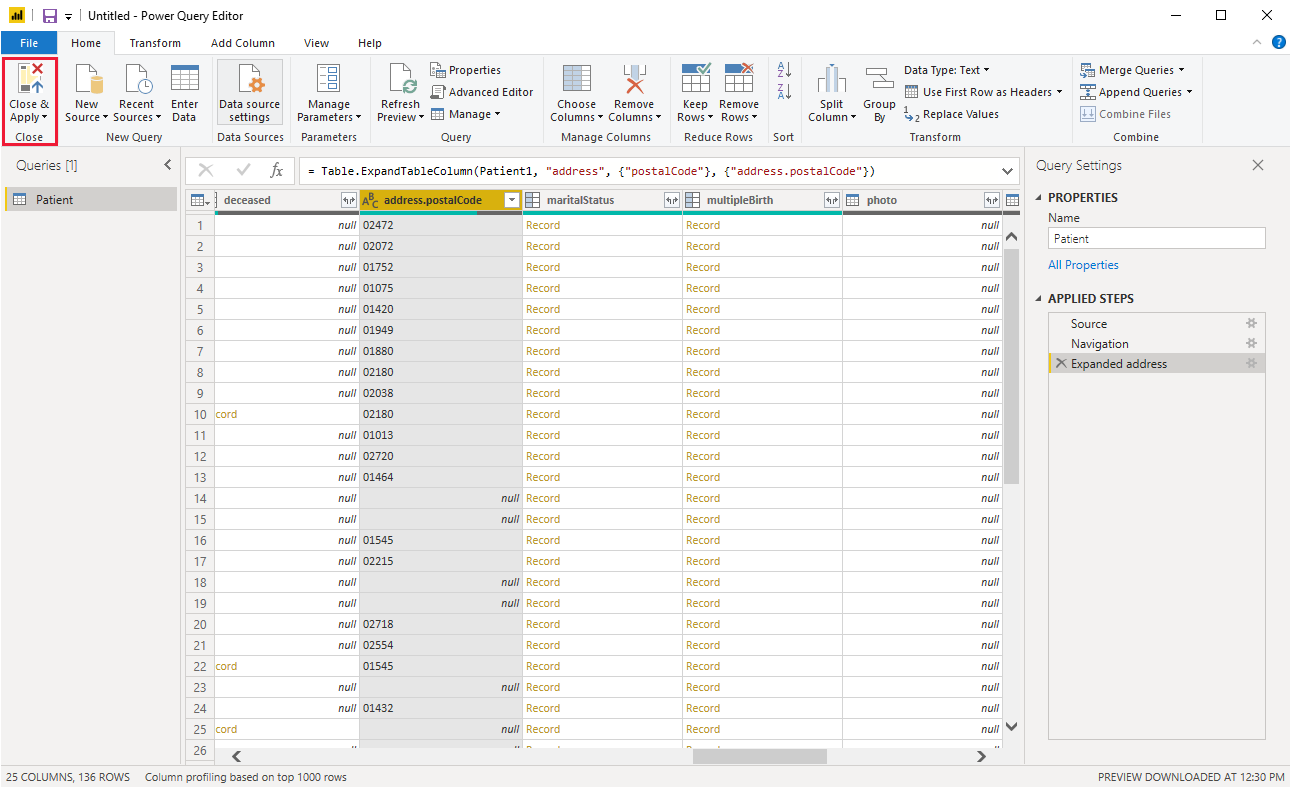 Untitled - Power Query Editor
File Home Transform Add Column View Help
Close & Apply
New Source
Recent Sources
Enter Data
Data source settings
Manage Parameters
Refresh Preview
Properties
Advanced Editor
Manage
Choose Columns
Remove Columns
Keep Rows
Remove Rows
Split Column
Group By
Data Type: Text
Use First Row as Headers
Replace Values
Merge Queries
Append Queries
Combine Files
Close New Query Data Sources Parameters Query Manage Columns Reduce Rows Sort Transform Combine
Queries [1]
Patient
= Table.ExpandTableColumn(Patient1, "address", {"postalCode"}, {"address.postalCode"})
deceased address.postalCode maritalStatus multipleBirth photo
1 null 02472 Record Record null
2 null 02072 Record Record null
3 null 01752 Record Record null
4 null 01075 Record Record null
5 null 01420 Record Record null
6 null 01949 Record Record null
7 null 01880 Record Record null
8 null 02180 Record Record null
9 null 02038 Record Record null
10 cord 02180 Record Record null
11 null 01013 Record Record null
12 null 02720 Record Record null
13 null 01464 Record Record null
14 null null Record Record null
15 null null Record Record null
16 null 01545 Record Record null
17 null 02215 Record Record null
18 null null Record Record null
19 null null Record Record null
20 null 02718 Record Record null
21 null 02554 Record Record null
22 cord 01545 Record Record null
23 null null Record Record null
24 null 01432 Record Record null
25 cord null Record Record null
26
Query Settings
PROPERTIES
Name
Patient
All Properties
APPLIED STEPS
Source
Navigation
Expanded address
25 COLUMNS, 136 ROWS Column profiling based on top 1000 rows
PREVIEW DOWNLOADED AT 12:30 PM